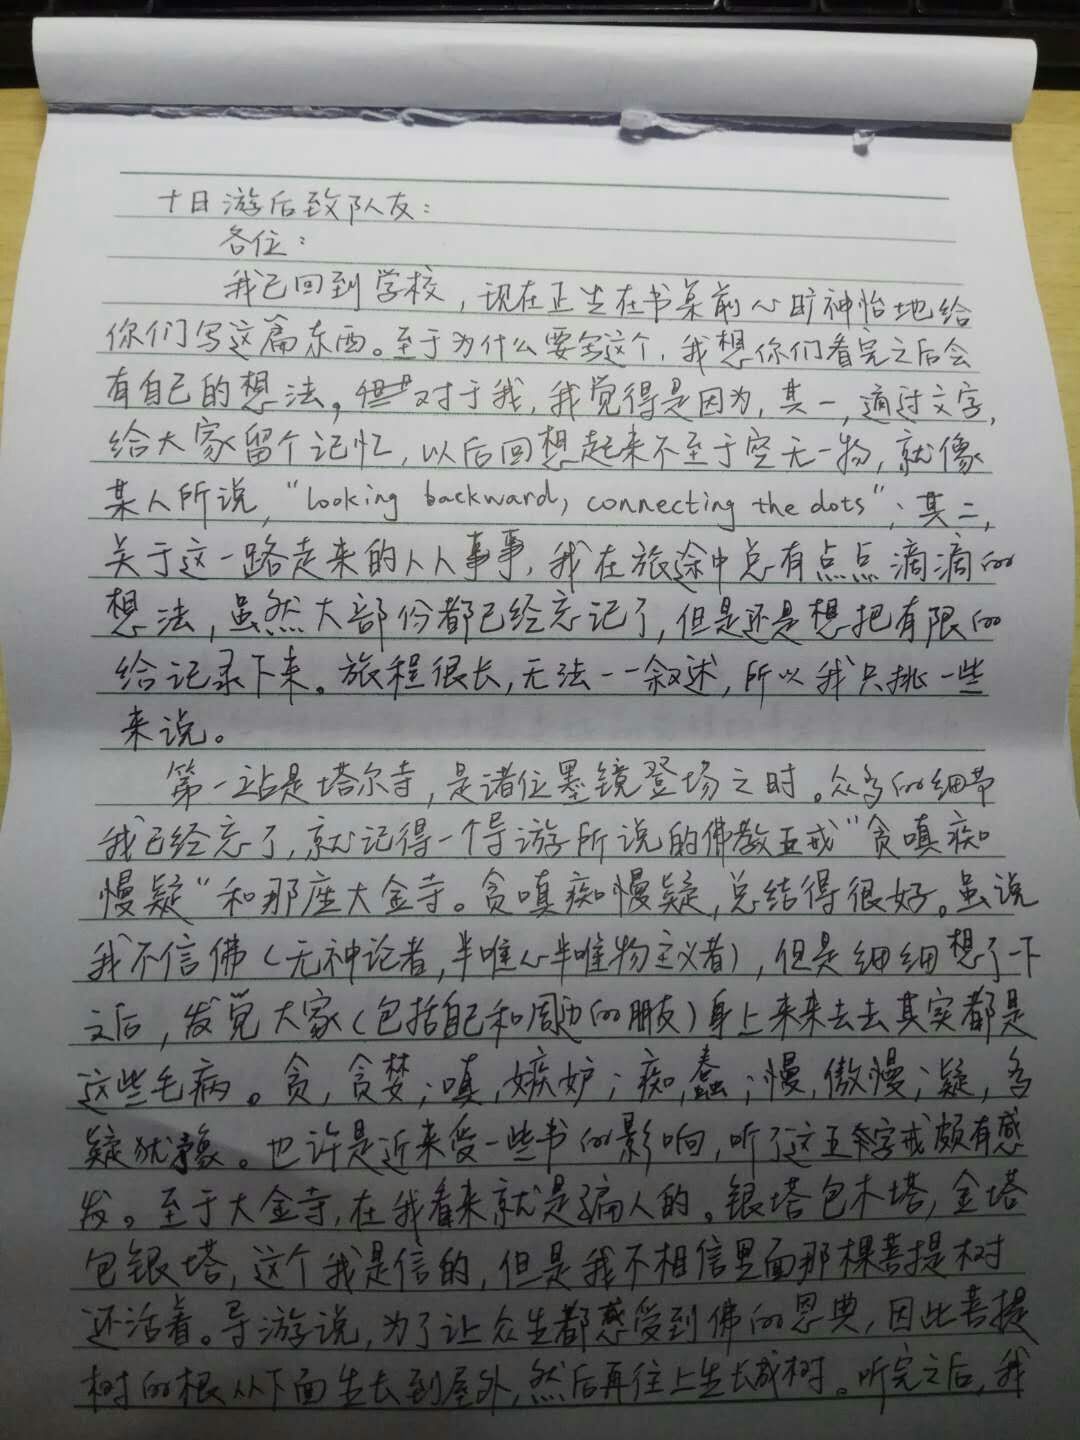 十日游后致队友：
各位：
我已回到学校，现在正坐在书桌前心旷神怡地给
你们写这篇东西。至于为什么要写这个，我想你们看完之后会
有自己的想法。但对于我，我觉得是因为，其一，通过文字，
给大家留个记忆，以后回想起来不至于空无一物，就像
某人所说，“looking backward, connecting the dots”；其二，
关于这一路走来的人人事事，我在旅途中总有点点滴滴的
想法，虽然大部份都已经忘记了，但是还是想把有限的
给记录下来。旅程很长，无法一一叙述，所以我只挑一些
来说。
第一站是塔尔寺，是诸位墨镜登场之时。众多的细节
我已经忘了，就记得一个导游所说的佛教五戒“贪嗔痴
慢疑”和那座大金寺。贪嗔痴慢疑，总结得很好。虽说
我不信佛（无神论者，半唯心半唯物主义者），但是细细想了一下
之后，发觉大家（包括自己和周边的朋友）身上来来去去其实都是
这些毛病。贪，贪婪；嗔，嫉妒；痴，蠢；慢，傲慢；疑，多
疑犹豫。也许是近来受一些书的影响，听了这五字戒颇有感
发。至于大金寺，在我看来就是骗人的。银塔包木塔，金塔
包银塔，这个我是信的，但是我不相信里面那棵菩提树
还活着。导游说，为了让众生都感受到佛的恩典，因此菩提
树的根从下面生长到屋外，然后再往上生长成树。听完之后，我